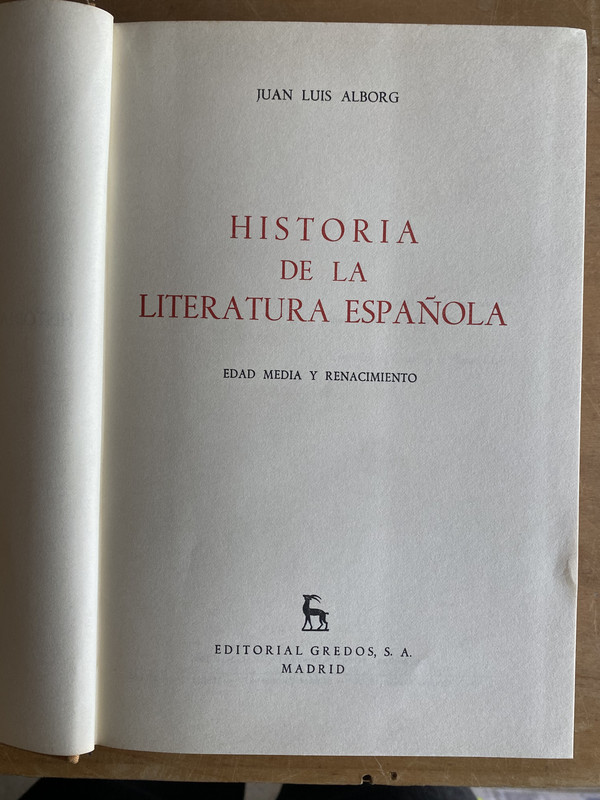 JUAN LUIS ALBORG
HISTORIA
DE LA
LITERATURA ESPAÑOLA
EDAD MEDIA Y RENACIMIENTO
EDITORIAL GREDOS, S. A.
MADRID